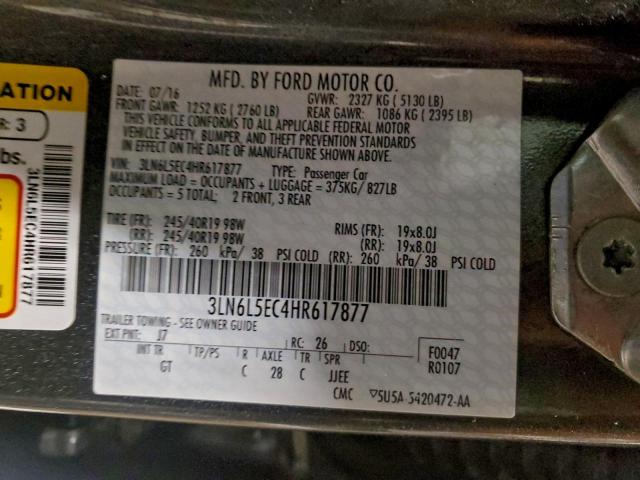 ATION
R: 3
bs.
3LN6L5EC4HR617877
MFD. BY FORD MOTOR CO.
DATE: 07/16 GVWR: 2327 KG ( 5130 LB)
FRONT GAWR: 1252 KG ( 2760 LB) REAR GAWR: 1086 KG ( 2395 LB)
THIS VEHICLE CONFORMS TO ALL APPLICABLE FEDERAL MOTOR
VEHICLE SAFETY, BUMPER, AND THEFT PREVENTION STANDARDS
IN EFFECT ON THE DATE OF MANUFACTURE SHOWN ABOVE.
VIN: 3LN6L5EC4HR617877 TYPE: Passenger Car
MAXIMUM LOAD = OCCUPANTS + LUGGAGE = 375KG/ 827LB
OCCUPANTS = 5 TOTAL: 2 FRONT, 3 REAR
TIRE (FR): 245/40R19 98W RIMS (FR): 19x8.0J
(RR): 245/40R19 98W (RR): 19x8.0J
PRESSURE (FR): 260 kPa/ 38 PSI COLD (RR): 260 kPa/ 38 PSI COLD
3LN6L5EC4HR617877
TRAILER TOWING - SEE OWNER GUIDE
EXT PNT: J7 RC: 26 DSO: F0047
INT TR TP/PS R AXLE TR SPR R0107
GT C 28 C JJEE
CMC ▽5U5A-5420472-AA